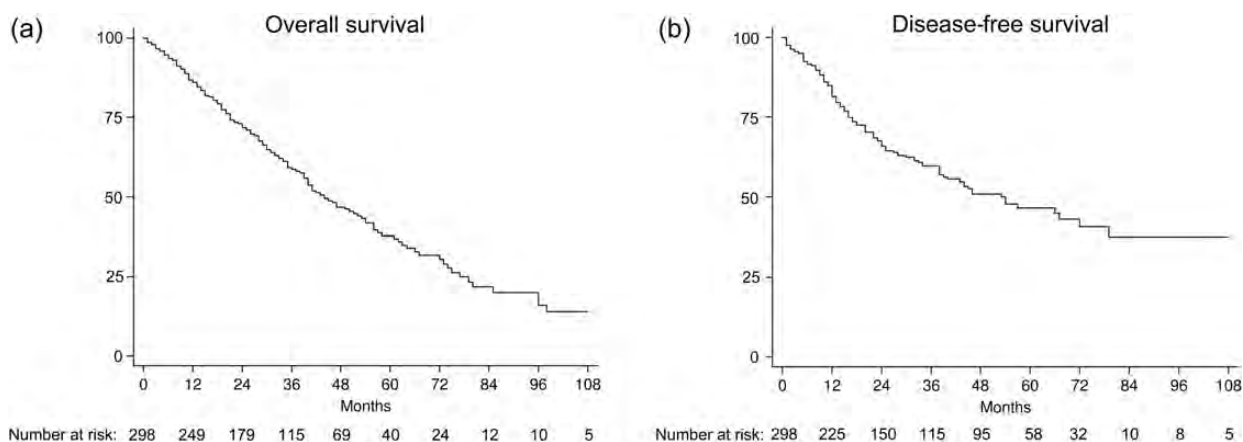 (a)
Overall survival
100
75
50
25
0
0 12 24 36 48 60 72 84 96 108
Months
Number at risk: 298 249 179 115 69 40 24 12 10 5
(b)
Disease-free survival
100
75
50
25
0
0 12 24 36 48 60 72 84 96 108
Months
Number at risk: 298 225 150 115 95 58 32 10 8 5